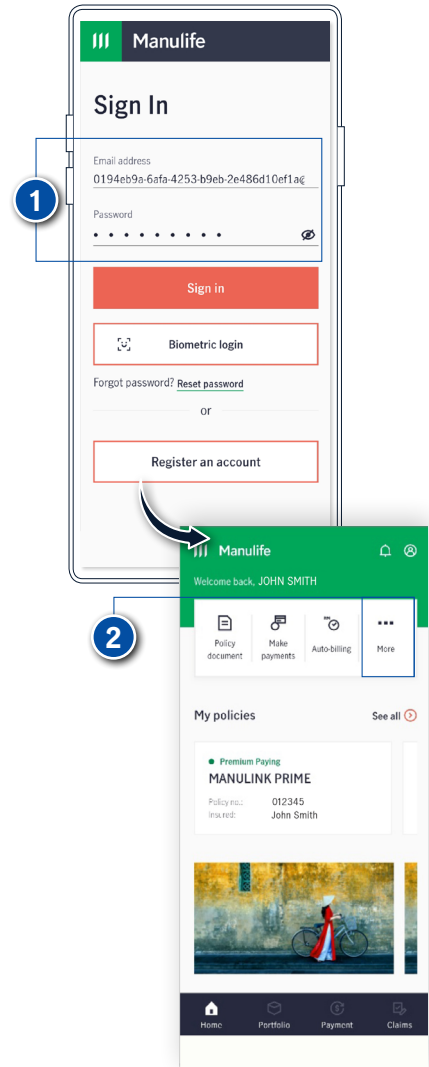 Manulife
Sign In
Email address
0194eb9a-6afa-4253-b9eb-2e486d10ef1a
Password
1
Sign in
Biometric login
Forgot password? Reset password
or
Register an account
Manulife
Welcome back, JOHN SMITH
2
Policy document
Make payments
Auto-billing
More
My policies
See all
Premium Paying
MANULINK PRIME
Policy no.: 012345
Insured: John Smith
Home
Portfolio
Payment
Claims